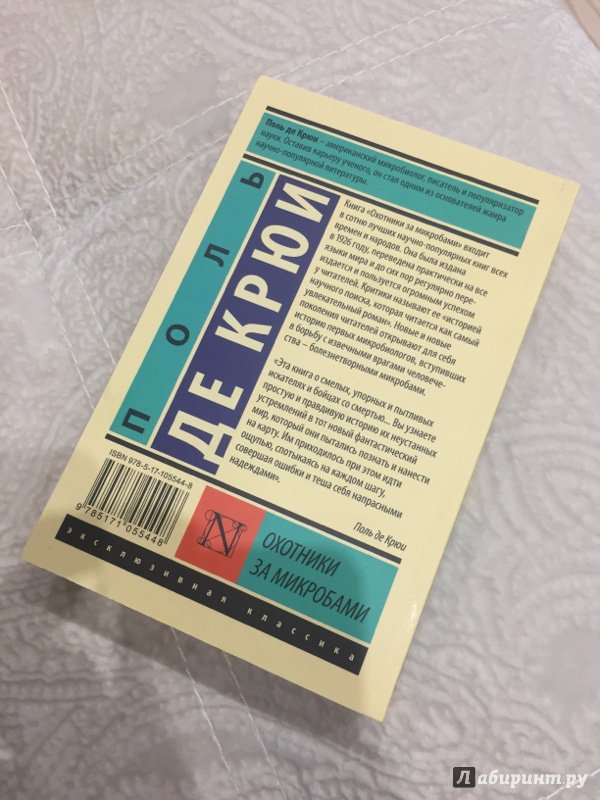 Поль де Крюи – американский микробиолог, писатель и популяризатор
науки. Оставив карьеру ученого, он стал одним из основателей жанра
научно-популярной литературы.
ПОЛЬ
ДЕ КРЮИ
Книга «Охотники за микробами» входит
в сотню лучших научно-популярных книг всех
времен и народов. Она была издана
в 1926 году, переведена практически на все
языки мира и до сих пор регулярно пере-
издается и пользуется огромным успехом
у читателей. Критики называют ее «историей
научного поиска, которая читается как самый
увлекательный роман». Новые и новые
поколения читателей открывают для себя
историю первых микробиологов, вступивших
в борьбу с извечными врагами человече-
ства – болезнетворными микробами.
«Эта книга о смелых, упорных и пытливых
искателях и бойцах со смертью... Вы узнаете
простую и правдивую историю их неустанных
устремлений в тот новый фантастический
мир, который они пытались познать и нанести
на карту. Им приходилось при этом идти
ощупью, спотыкаясь на каждом шагу,
совершая ошибки и теша себя напрасными
надеждами».
Поль де Крюи
ISBN 978-5-17-105544-8
9 785171 055448
N
ОХОТНИКИ
ЗА МИКРОБАМИ
эксклюзивная классика
Лабиринт.ру